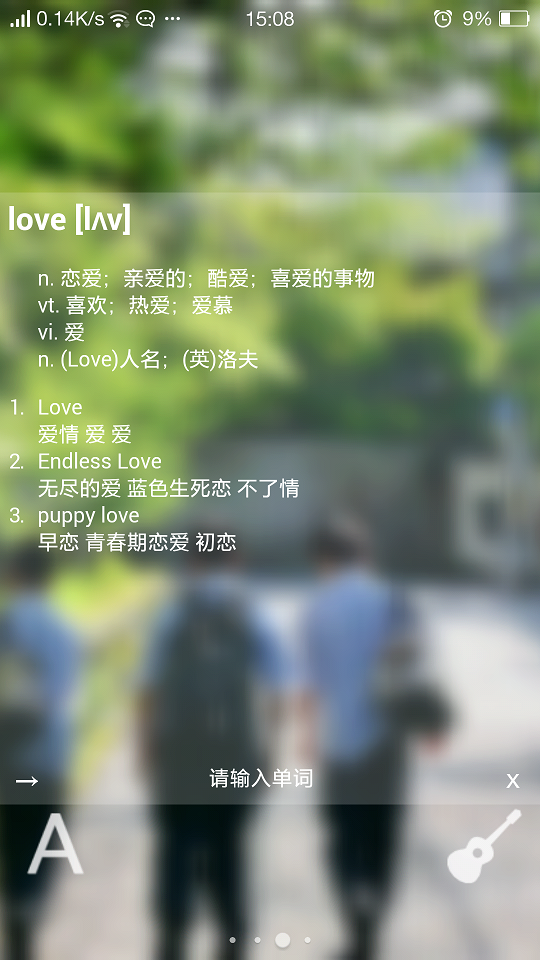 0.14K/s 15:08 9%
love [lʌv]
n. 恋爱；亲爱的；酷爱；喜爱的事物
vt. 喜欢；热爱；爱慕
vi. 爱
n. (Love)人名；(英)洛夫
1. Love
爱情 爱 爱
2. Endless Love
无尽的爱 蓝色生死恋 不了情
3. puppy love
早恋 青春期恋爱 初恋
→ 请输入单词 x
A